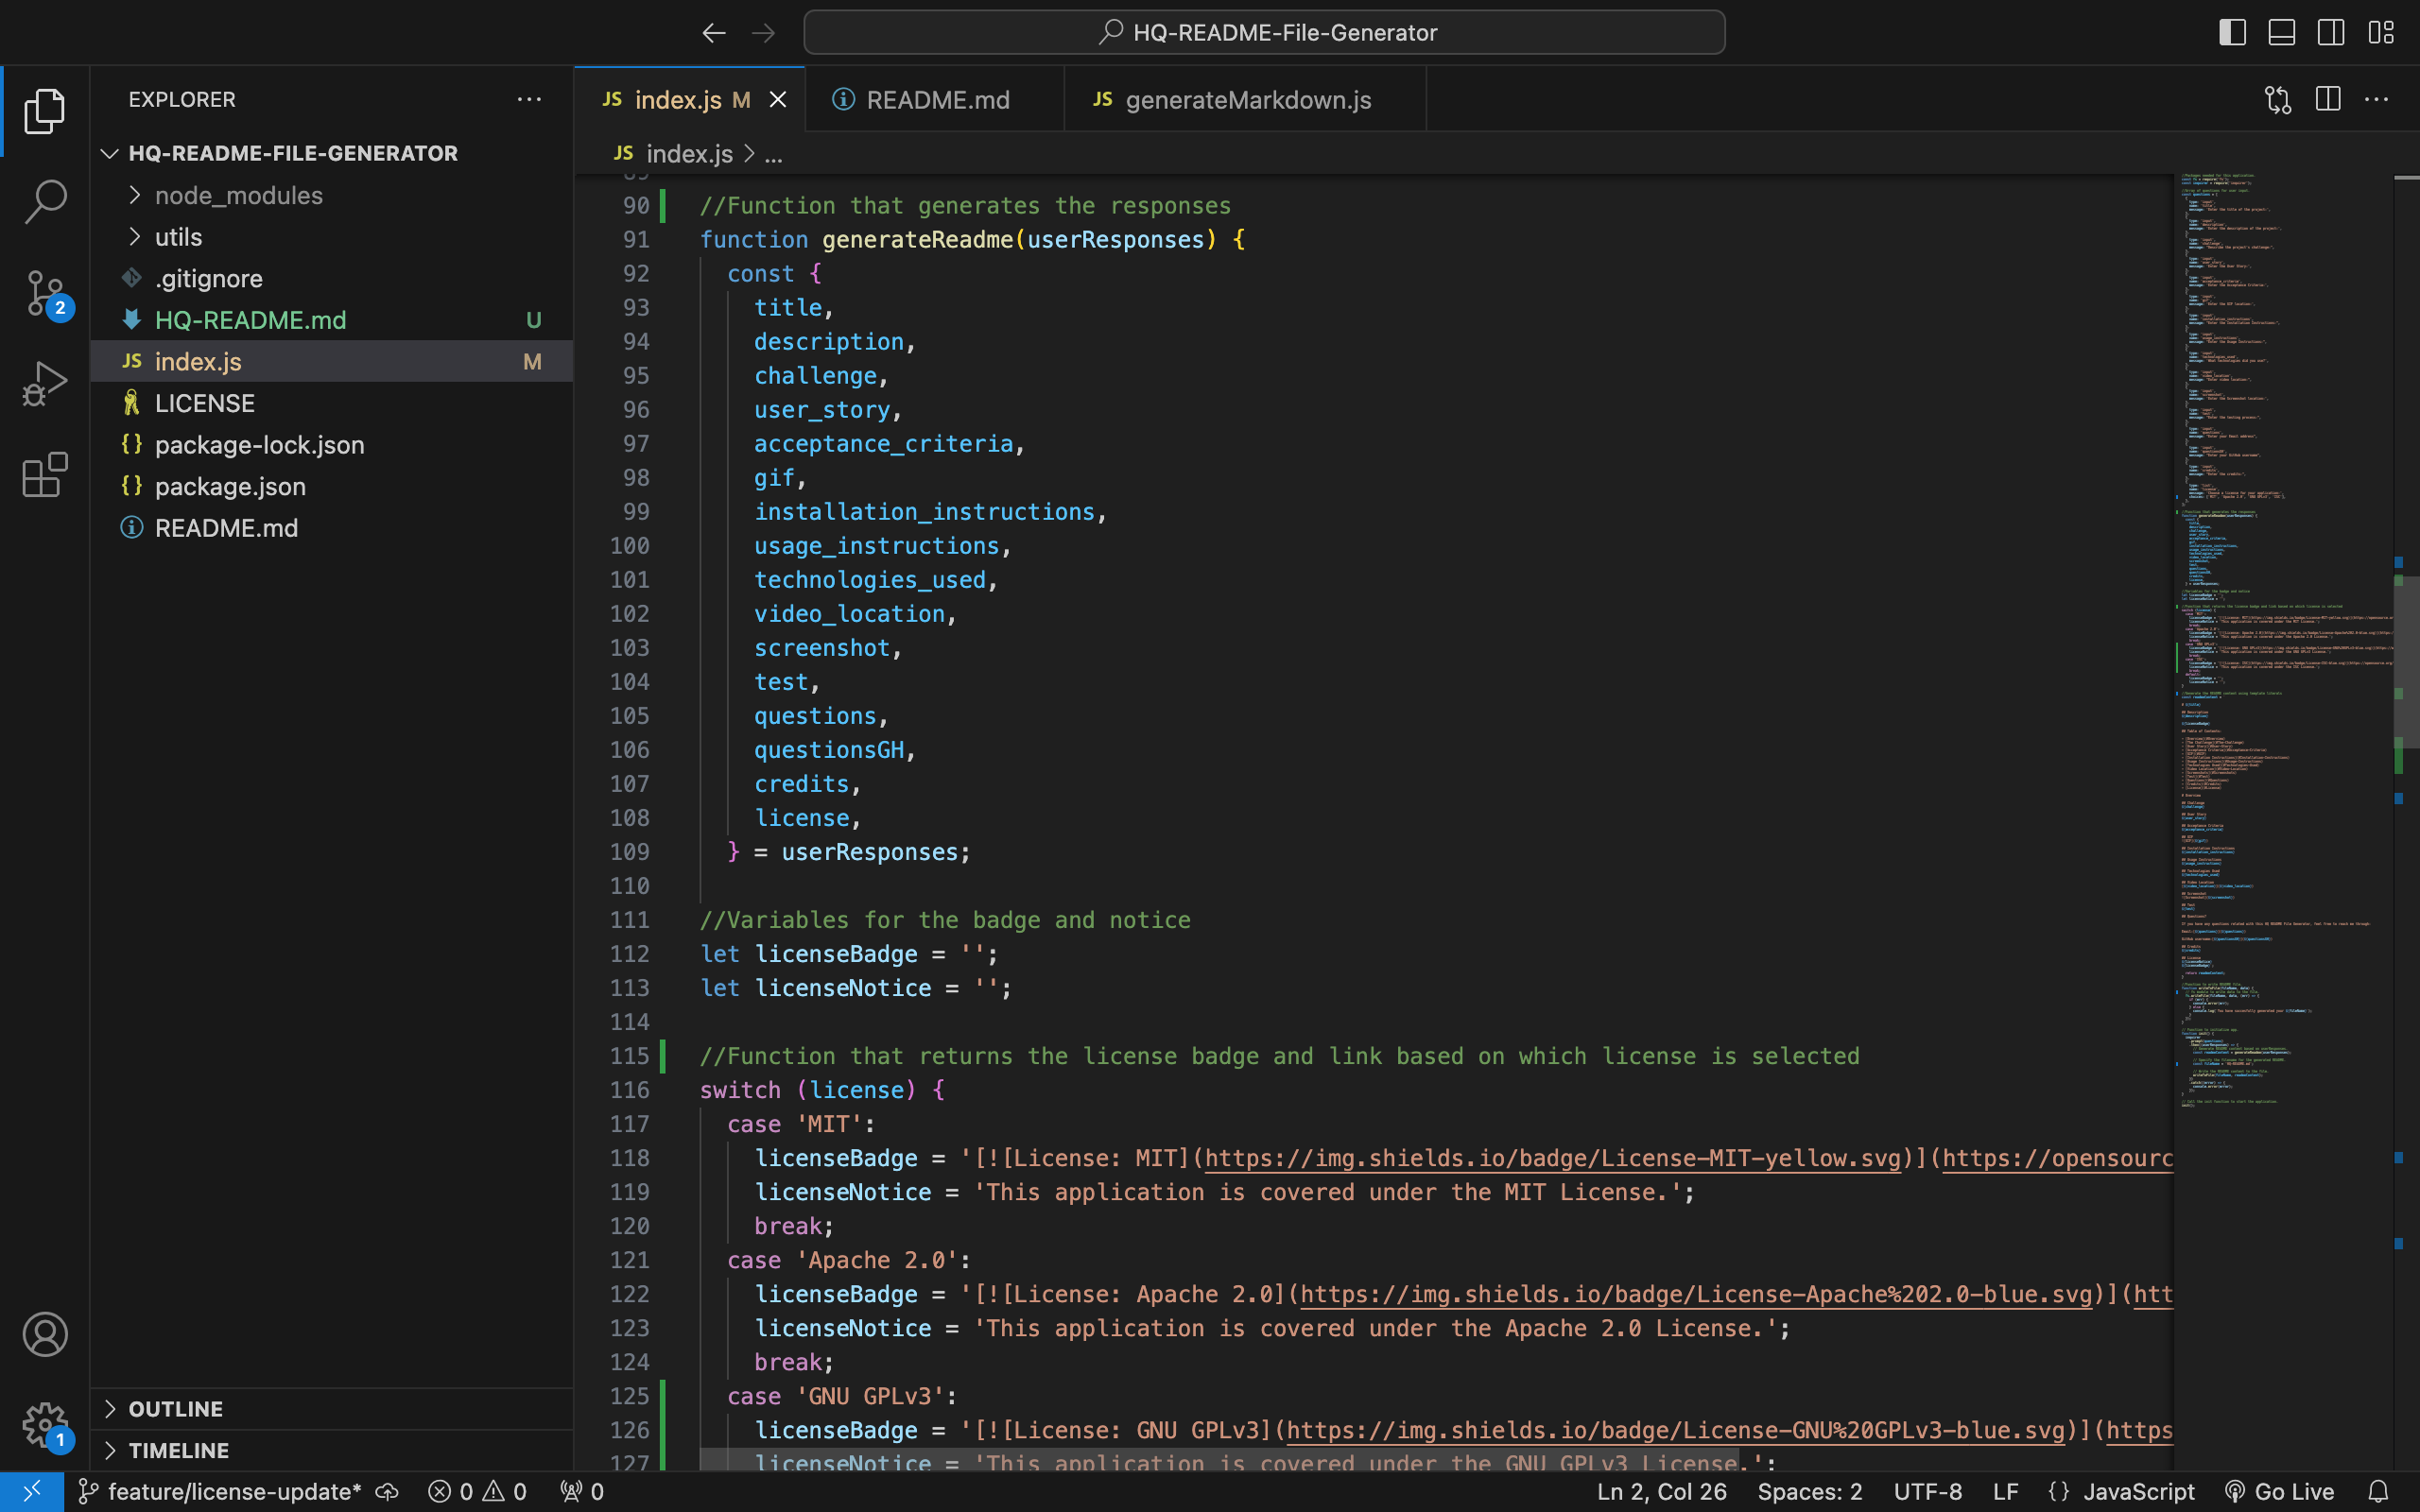 HQ-README-File-Generator
EXPLORER
HQ-README-FILE-GENERATOR
node_modules
utils
.gitignore
HQ-README.md U
JS index.js M
LICENSE
{} package-lock.json
{} package.json
README.md
OUTLINE
TIMELINE
2
1
JS index.js M
README.md
JS generateMarkdown.js
JS index.js > ...
89
90 //Function that generates the responses
91 function generateReadme(userResponses) {
92 const {
93 title,
94 description,
95 challenge,
96 user_story,
97 acceptance_criteria,
98 gif,
99 installation_instructions,
100 usage_instructions,
101 technologies_used,
102 video_location,
103 screenshot,
104 test,
105 questions,
106 questionsGH,
107 credits,
108 license,
109 } = userResponses;
110
111 //Variables for the badge and notice
112 let licenseBadge = '';
113 let licenseNotice = '';
114
115 //Function that returns the license badge and link based on which license is selected
116 switch (license) {
117 case 'MIT':
118 licenseBadge = '[![License: MIT](https://img.shields.io/badge/License-MIT-yellow.svg)](https://opensourc
119 licenseNotice = 'This application is covered under the MIT License.';
120 break;
121 case 'Apache 2.0':
122 licenseBadge = '[![License: Apache 2.0](https://img.shields.io/badge/License-Apache%202.0-blue.svg)](htt
123 licenseNotice = 'This application is covered under the Apache 2.0 License.';
124 break;
125 case 'GNU GPLv3':
126 licenseBadge = '[![License: GNU GPLv3](https://img.shields.io/badge/License-GNU%20GPLv3-blue.svg)](https
127 licenseNotice = 'This application is covered under the GNU GPLv3 License.';
feature/license-update* 0 0 0 Ln 2, Col 26 Spaces: 2 UTF-8 LF {} JavaScript Go Live